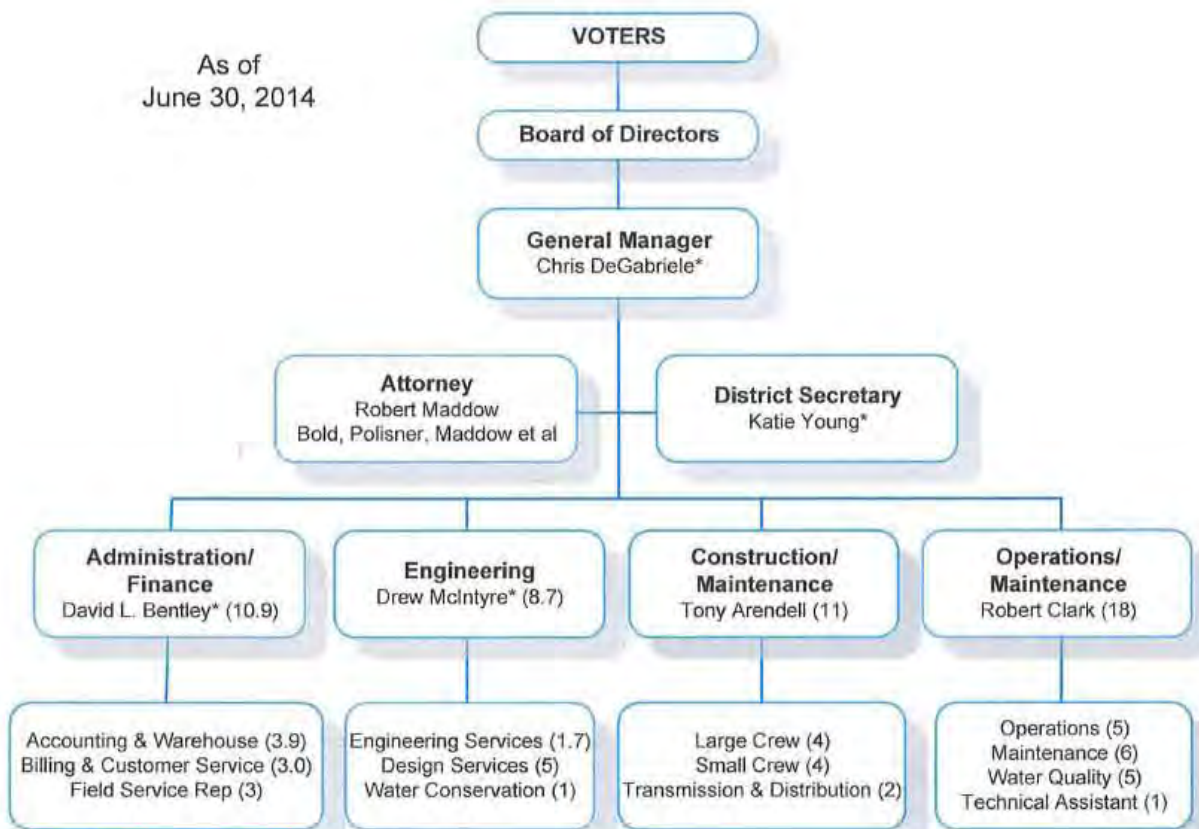 As of
June 30, 2014
VOTERS
Board of Directors
General Manager
Chris DeGabriele*
Attorney
Robert Maddow
Bold, Polisner, Maddow et al
District Secretary
Katie Young*
Administration/
Finance
David L. Bentley* (10.9)
Engineering
Drew McIntyre* (8.7)
Construction/
Maintenance
Tony Arendell (11)
Operations/
Maintenance
Robert Clark (18)
Accounting & Warehouse (3.9)
Billing & Customer Service (3.0)
Field Service Rep (3)
Engineering Services (1.7)
Design Services (5)
Water Conservation (1)
Large Crew (4)
Small Crew (4)
Transmission & Distribution (2)
Operations (5)
Maintenance (6)
Water Quality (5)
Technical Assistant (1)